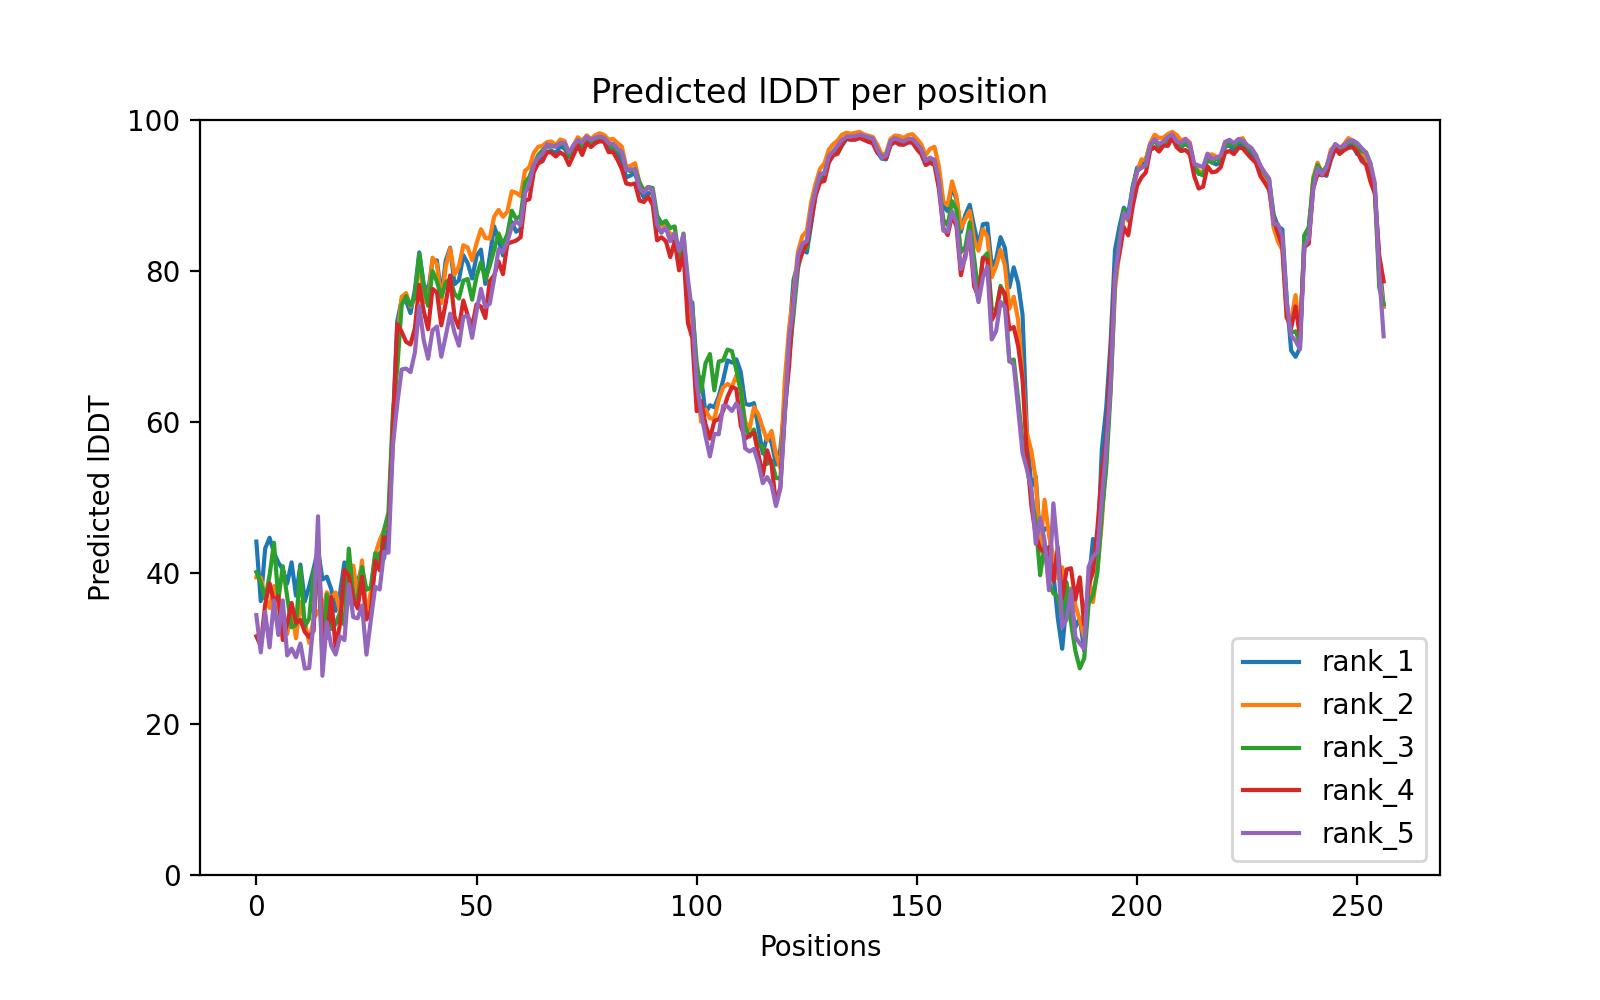 Predicted lDDT per position
100
80
60
40
20
0
Predicted lDDT
0 50 100 150 200 250
Positions
rank_1
rank_2
rank_3
rank_4
rank_5